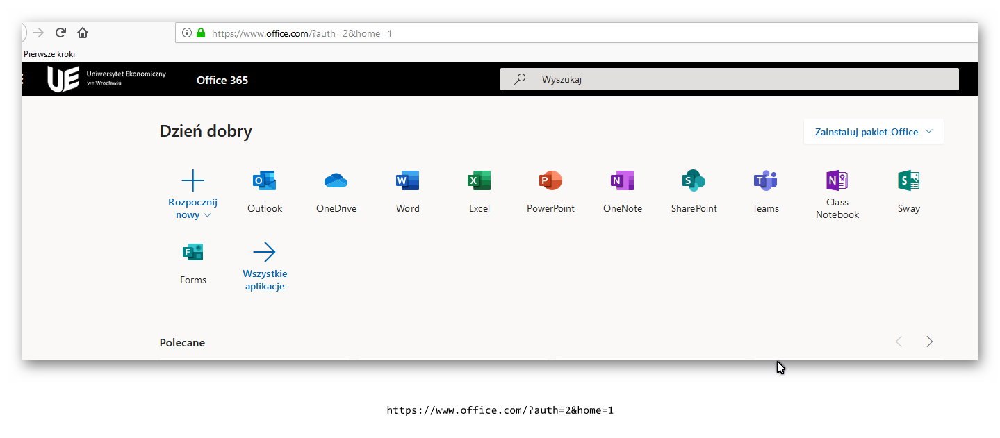 https://www.office.com/?auth=2&home=1
Pierwsze kroki
UE Uniwersytet Ekonomiczny
we Wrocławiu
Office 365
Wyszukaj
Dzień dobry
Zainstaluj pakiet Office
Rozpocznij
nowy
Outlook
OneDrive
Word
Excel
PowerPoint
OneNote
SharePoint
Teams
Class
Notebook
Sway
Forms
Wszystkie
aplikacje
Polecane
https://www.office.com/?auth=2&home=1